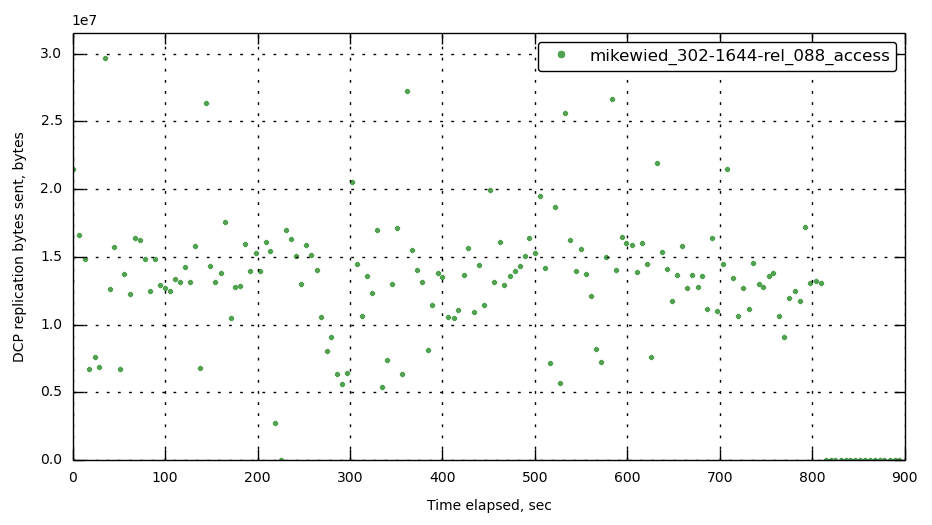 1e7
3.0
mikewied_302-1644-rel_088_access
2.5
2.0
1.5
1.0
0.5
0.0
DCP replication bytes sent, bytes
0 100 200 300 400 500 600 700 800 900
Time elapsed, sec